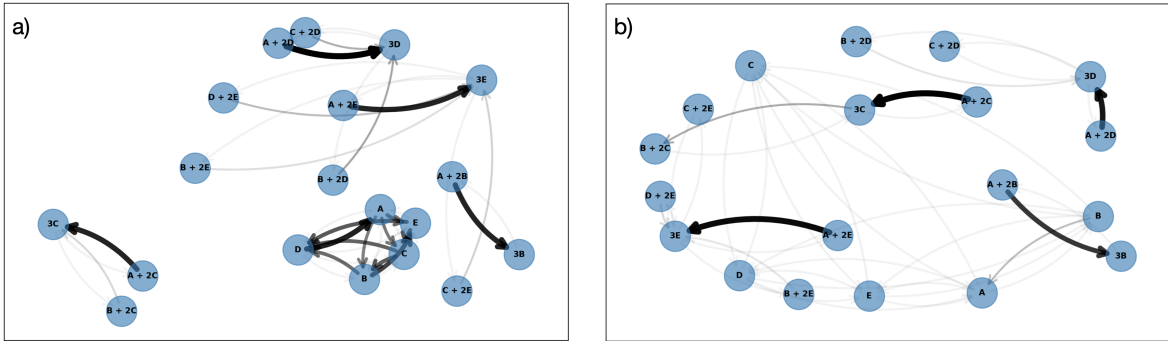 a)
C + 2D
A + 2D
3D
3E
D + 2E
A + 2E
B + 2E
B + 2D
A + 2B
A
E
3C
D
C
3B
A + 2C
B
C + 2E
B + 2C
b)
B + 2D
C + 2D
C
3D
C + 2E
3C
A + 2C
A + 2D
B + 2C
D + 2E
A + 2B
B
3E
A + 2E
3B
D
B + 2E
E
A